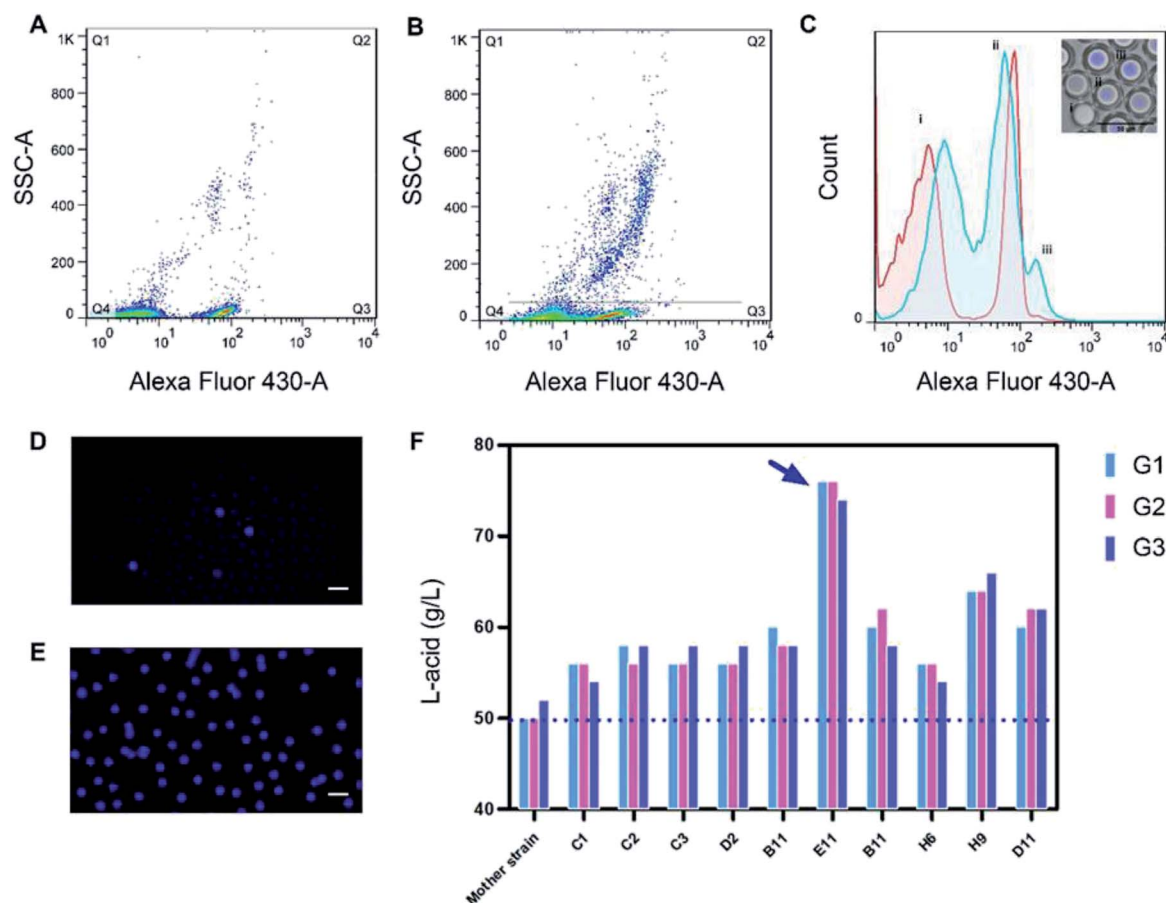 A
Q1
Q2
1K
800
600
400
200
0
Q4
Q3
10^0
10^1
10^2
10^3
10^4
SSC-A
Alexa Fluor 430-A
B
Q1
Q2
1K
800
600
400
200
0
Q4
Q3
10^0
10^1
10^2
10^3
10^4
SSC-A
Alexa Fluor 430-A
C
i
ii
iii
iii
ii
i
0
10^0
10^1
10^2
10^3
10^4
Count
Alexa Fluor 430-A
D
E
F
80
70
60
50
40
L-acid (g/L)
G1
G2
G3
Mother strain
C1
C2
C3
D2
B11
E11
B11
H6
H9
D11